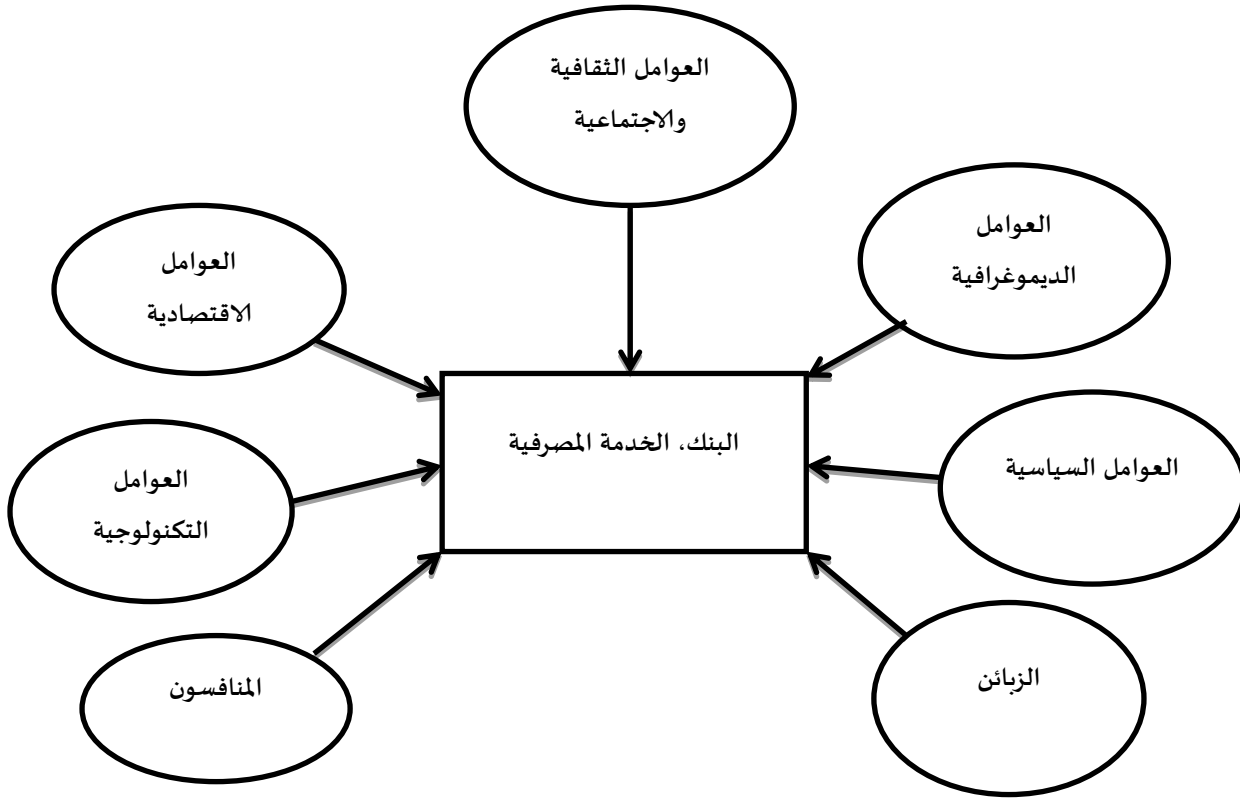 العوامل الثقافية
والاجتماعية
العوامل
الديموغرافية
العوامل
الاقتصادية
البنك، الخدمة المصرفية
العوامل السياسية
العوامل
التكنولوجية
الزبائن
المنافسون